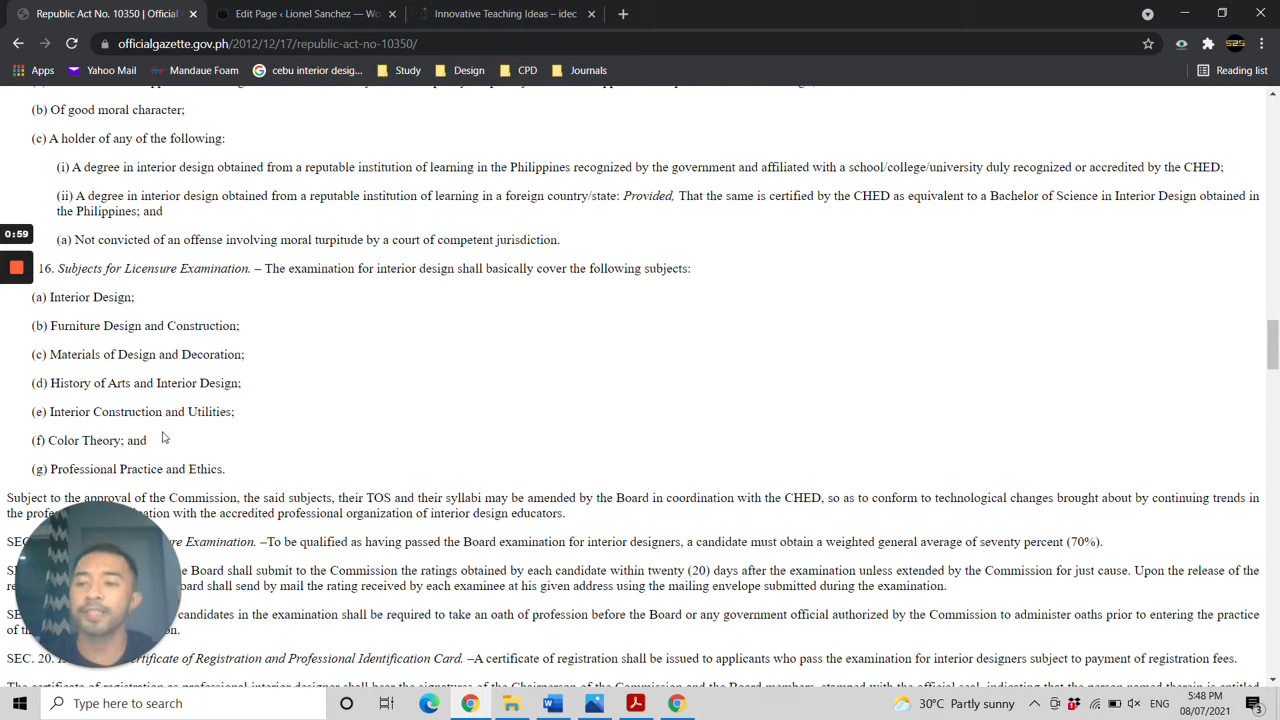 Republic Act No. 10350 | Official
Edit Page ‹ Lionel Sanchez — Wo
Innovative Teaching Ideas – idec
officialgazette.gov.ph/2012/12/17/republic-act-no-10350/
Apps Yahoo Mail Mandaue Foam cebu interior desig... Study Design CPD Journals Reading list
(b) Of good moral character;
(c) A holder of any of the following:
(i) A degree in interior design obtained from a reputable institution of learning in the Philippines recognized by the government and affiliated with a school/college/university duly recognized or accredited by the CHED;
(ii) A degree in interior design obtained from a reputable institution of learning in a foreign country/state: Provided, That the same is certified by the CHED as equivalent to a Bachelor of Science in Interior Design obtained in
the Philippines; and
0:59
(a) Not convicted of an offense involving moral turpitude by a court of competent jurisdiction.
16. Subjects for Licensure Examination. – The examination for interior design shall basically cover the following subjects:
(a) Interior Design;
(b) Furniture Design and Construction;
(c) Materials of Design and Decoration;
(d) History of Arts and Interior Design;
(e) Interior Construction and Utilities;
(f) Color Theory; and
(g) Professional Practice and Ethics.
Subject to the approval of the Commission, the said subjects, their TOS and their syllabi may be amended by the Board in coordination with the CHED, so as to conform to technological changes brought about by continuing trends in
the with the accredited professional organization of interior design educators.
Examination. –To be qualified as having passed the Board examination for interior designers, a candidate must obtain a weighted general average of seventy percent (70%).
Board shall submit to the Commission the ratings obtained by each candidate within twenty (20) days after the examination unless extended by the Commission for just cause. Upon the release of the
shall send by mail the rating received by each examinee at his given address using the mailing envelope submitted during the examination.
candidates in the examination shall be required to take an oath of profession before the Board or any government official authorized by the Commission to administer oaths prior to entering the practice
of
SEC. 20. of Registration and Professional Identification Card. –A certificate of registration shall be issued to applicants who pass the examination for interior designers subject to payment of registration fees.
Type here to search
30°C Partly sunny
ENG
5:48 PM
08/07/2021
3